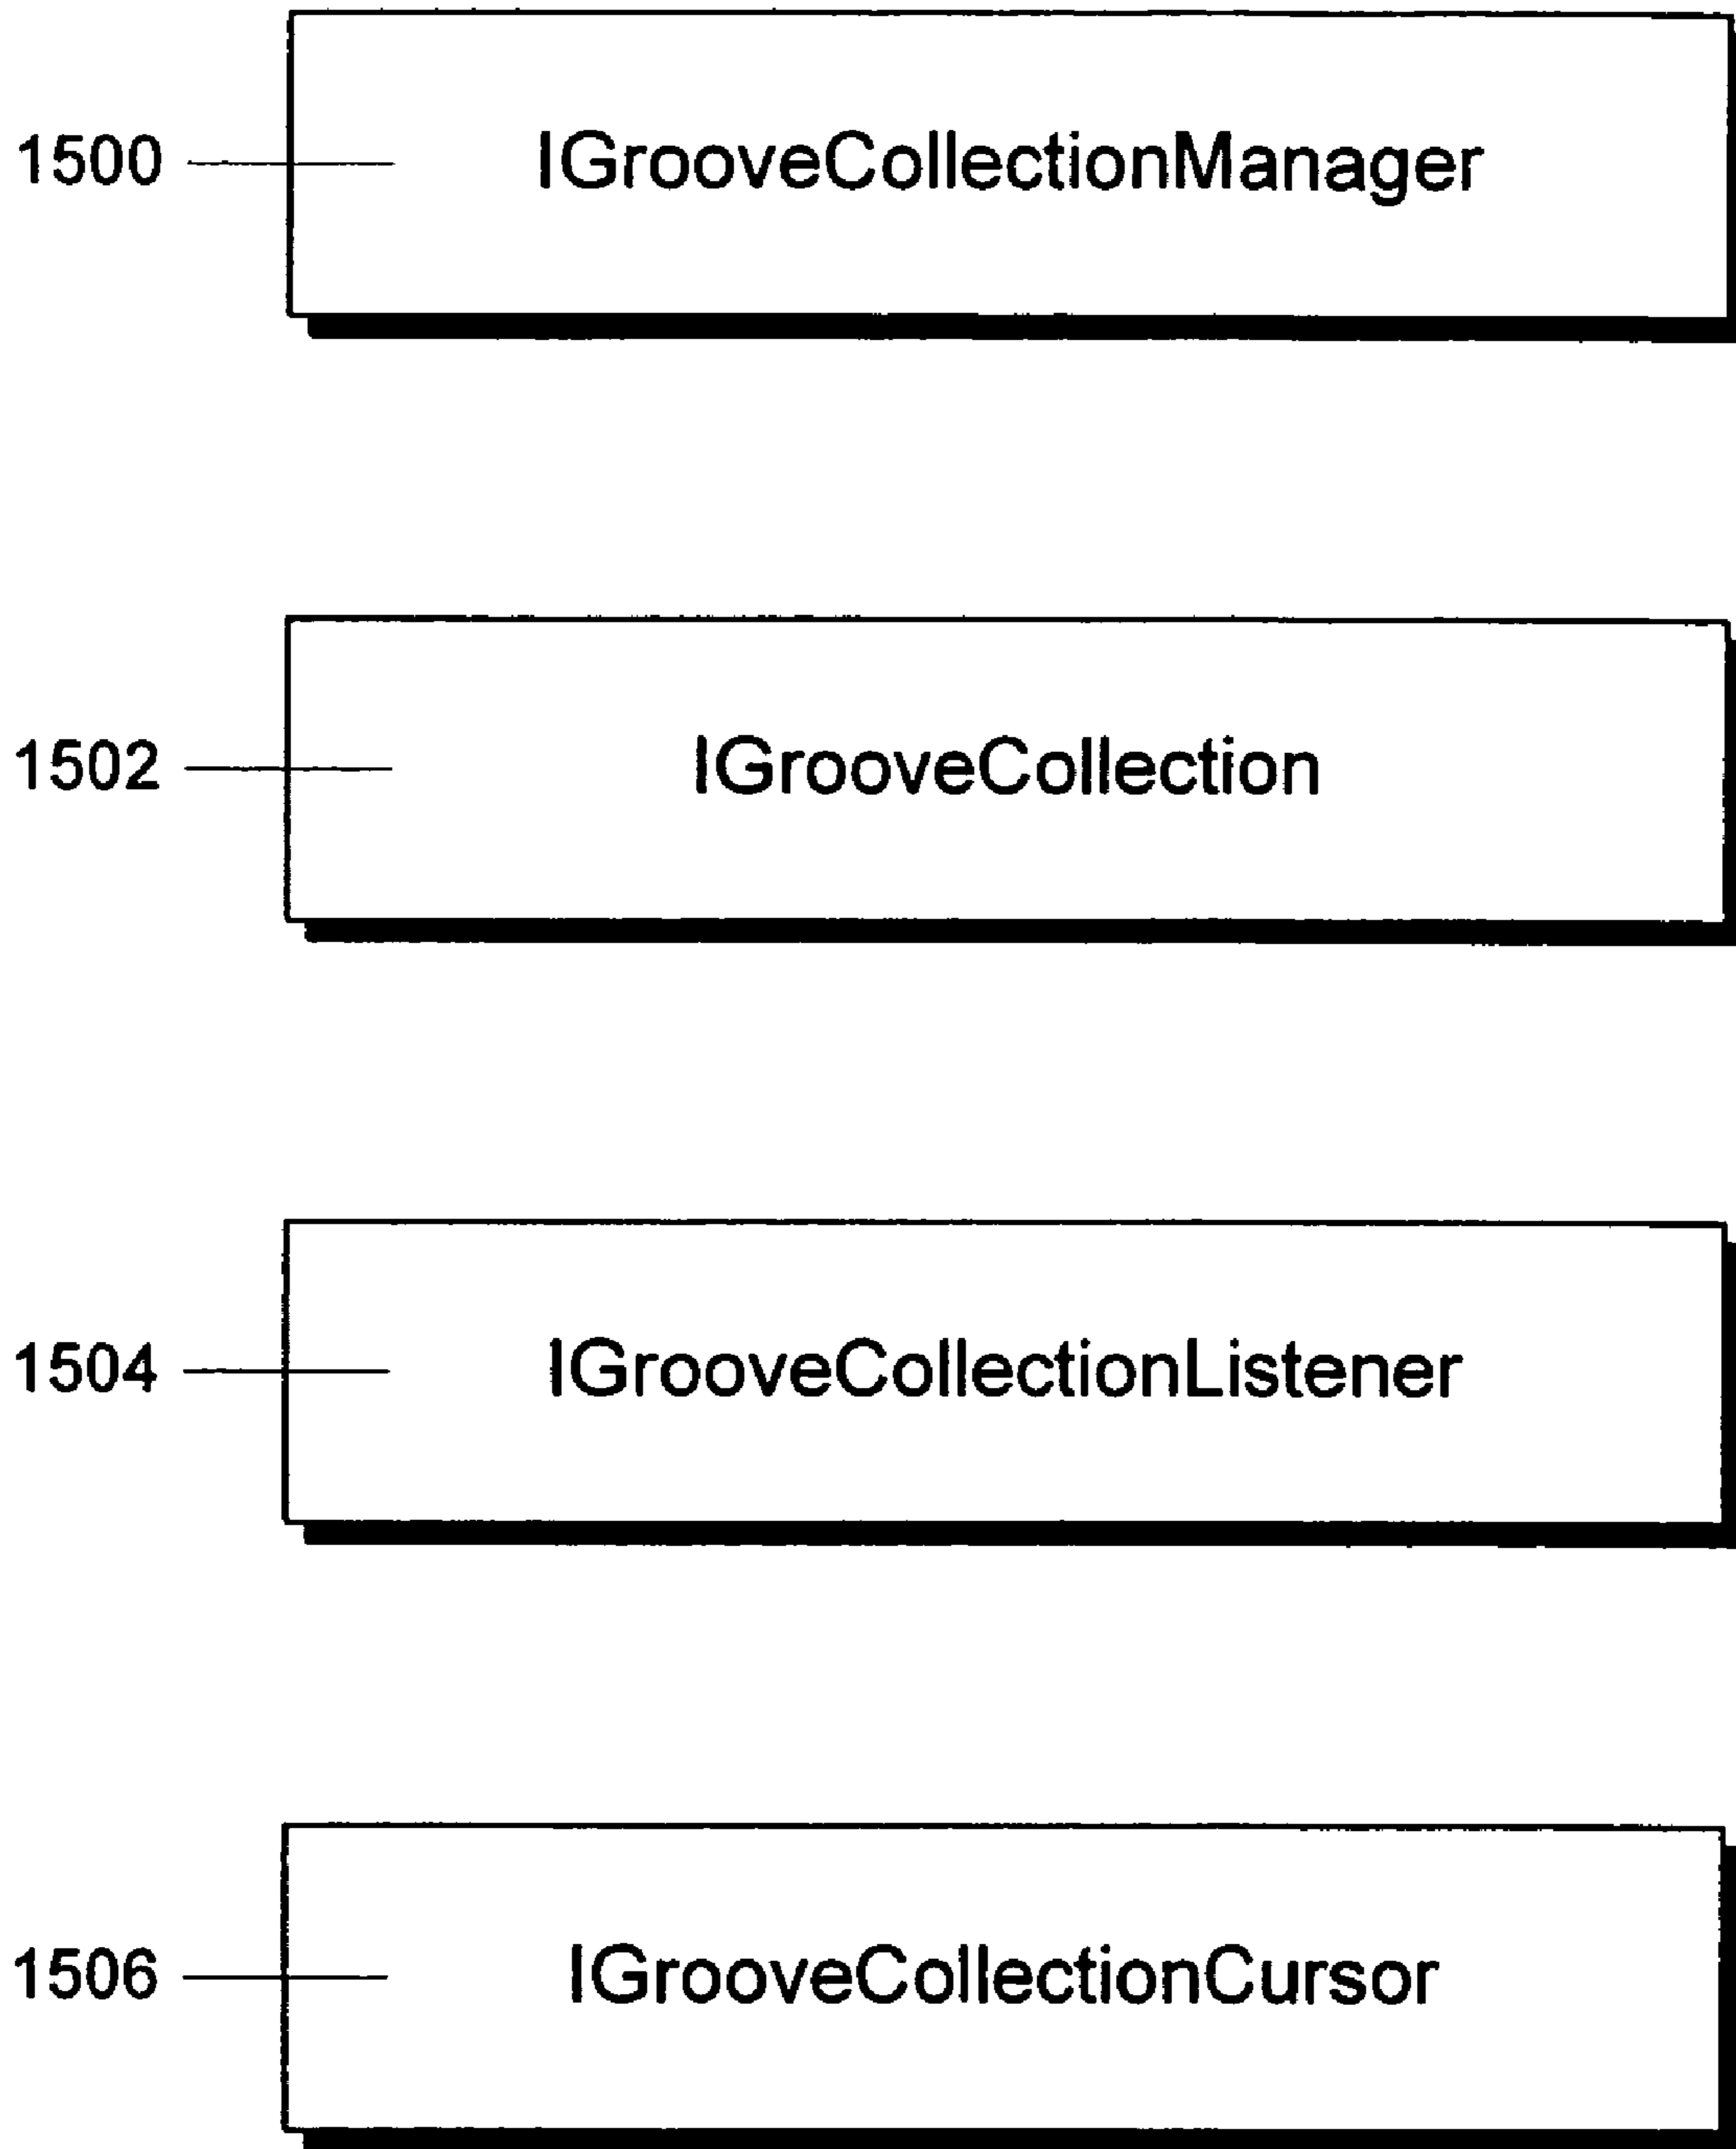 1500 IGrooveCollectionManager
1502 IGrooveCollection
1504 IGrooveCollectionListener
1506 IGrooveCollectionCursor